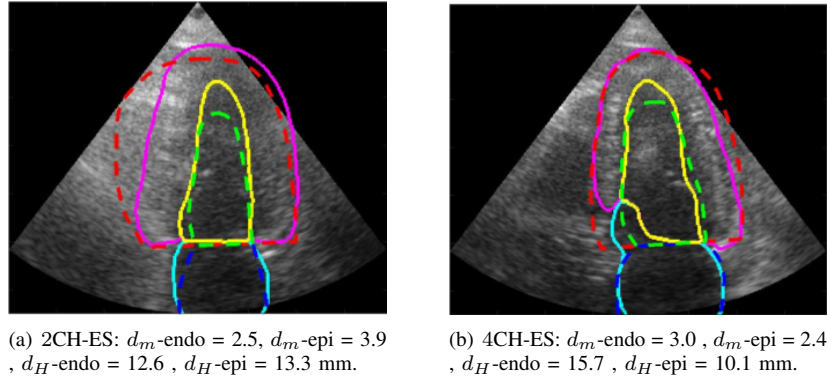 (a) 2CH-ES: d_m-endo = 2.5, d_m-epi = 3.9
, d_H-endo = 12.6 , d_H-epi = 13.3 mm.
(b) 4CH-ES: d_m-endo = 3.0 , d_m-epi = 2.4
, d_H-endo = 15.7 , d_H-epi = 10.1 mm.